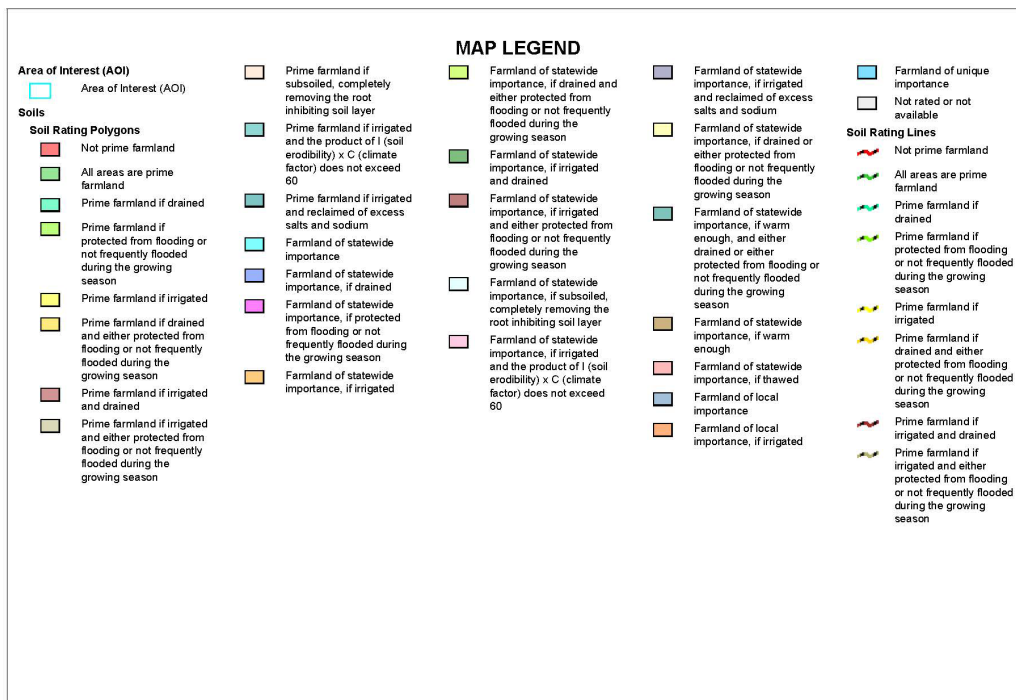 MAP LEGEND
Area of Interest (AOI)
Area of Interest (AOI)
Soils
Soil Rating Polygons
Not prime farmland
All areas are prime
farmland
Prime farmland if drained
Prime farmland if
protected from flooding or
not frequently flooded
during the growing
season
Prime farmland if irrigated
Prime farmland if drained
and either protected from
flooding or not frequently
flooded during the
growing season
Prime farmland if irrigated
and drained
Prime farmland if irrigated
and either protected from
flooding or not frequently
flooded during the
growing season
Prime farmland if
subsoiled, completely
removing the root
inhibiting soil layer
Prime farmland if irrigated
and the product of I (soil
erodibility) x C (climate
factor) does not exceed
60
Prime farmland if irrigated
and reclaimed of excess
salts and sodium
Farmland of statewide
importance
Farmland of statewide
importance, if drained
Farmland of statewide
importance, if protected
from flooding or not
frequently flooded during
the growing season
Farmland of statewide
importance, if irrigated
Farmland of statewide
importance, if drained and
either protected from
flooding or not frequently
flooded during the
growing season
Farmland of statewide
importance, if irrigated
and drained
Farmland of statewide
importance, if irrigated
and either protected from
flooding or not frequently
flooded during the
growing season
Farmland of statewide
importance, if subsoiled,
completely removing the
root inhibiting soil layer
Farmland of statewide
importance, if irrigated
and the product of I (soil
erodibility) x C (climate
factor) does not exceed
60
Farmland of statewide
importance, if irrigated
and reclaimed of excess
salts and sodium
Farmland of statewide
importance, if drained or
either protected from
flooding or not frequently
flooded during the
growing season
Farmland of statewide
importance, if warm
enough, and either
drained or either
protected from flooding or
not frequently flooded
during the growing
season
Farmland of statewide
importance, if warm
enough
Farmland of statewide
importance, if thawed
Farmland of local
importance
Farmland of local
importance, if irrigated
Farmland of unique
importance
Not rated or not
available
Soil Rating Lines
Not prime farmland
All areas are prime
farmland
Prime farmland if
drained
Prime farmland if
protected from flooding
or not frequently flooded
during the growing
season
Prime farmland if
irrigated
Prime farmland if
drained and either
protected from flooding
or not frequently flooded
during the growing
season
Prime farmland if
irrigated and drained
Prime farmland if
irrigated and either
protected from flooding
or not frequently flooded
during the growing
season